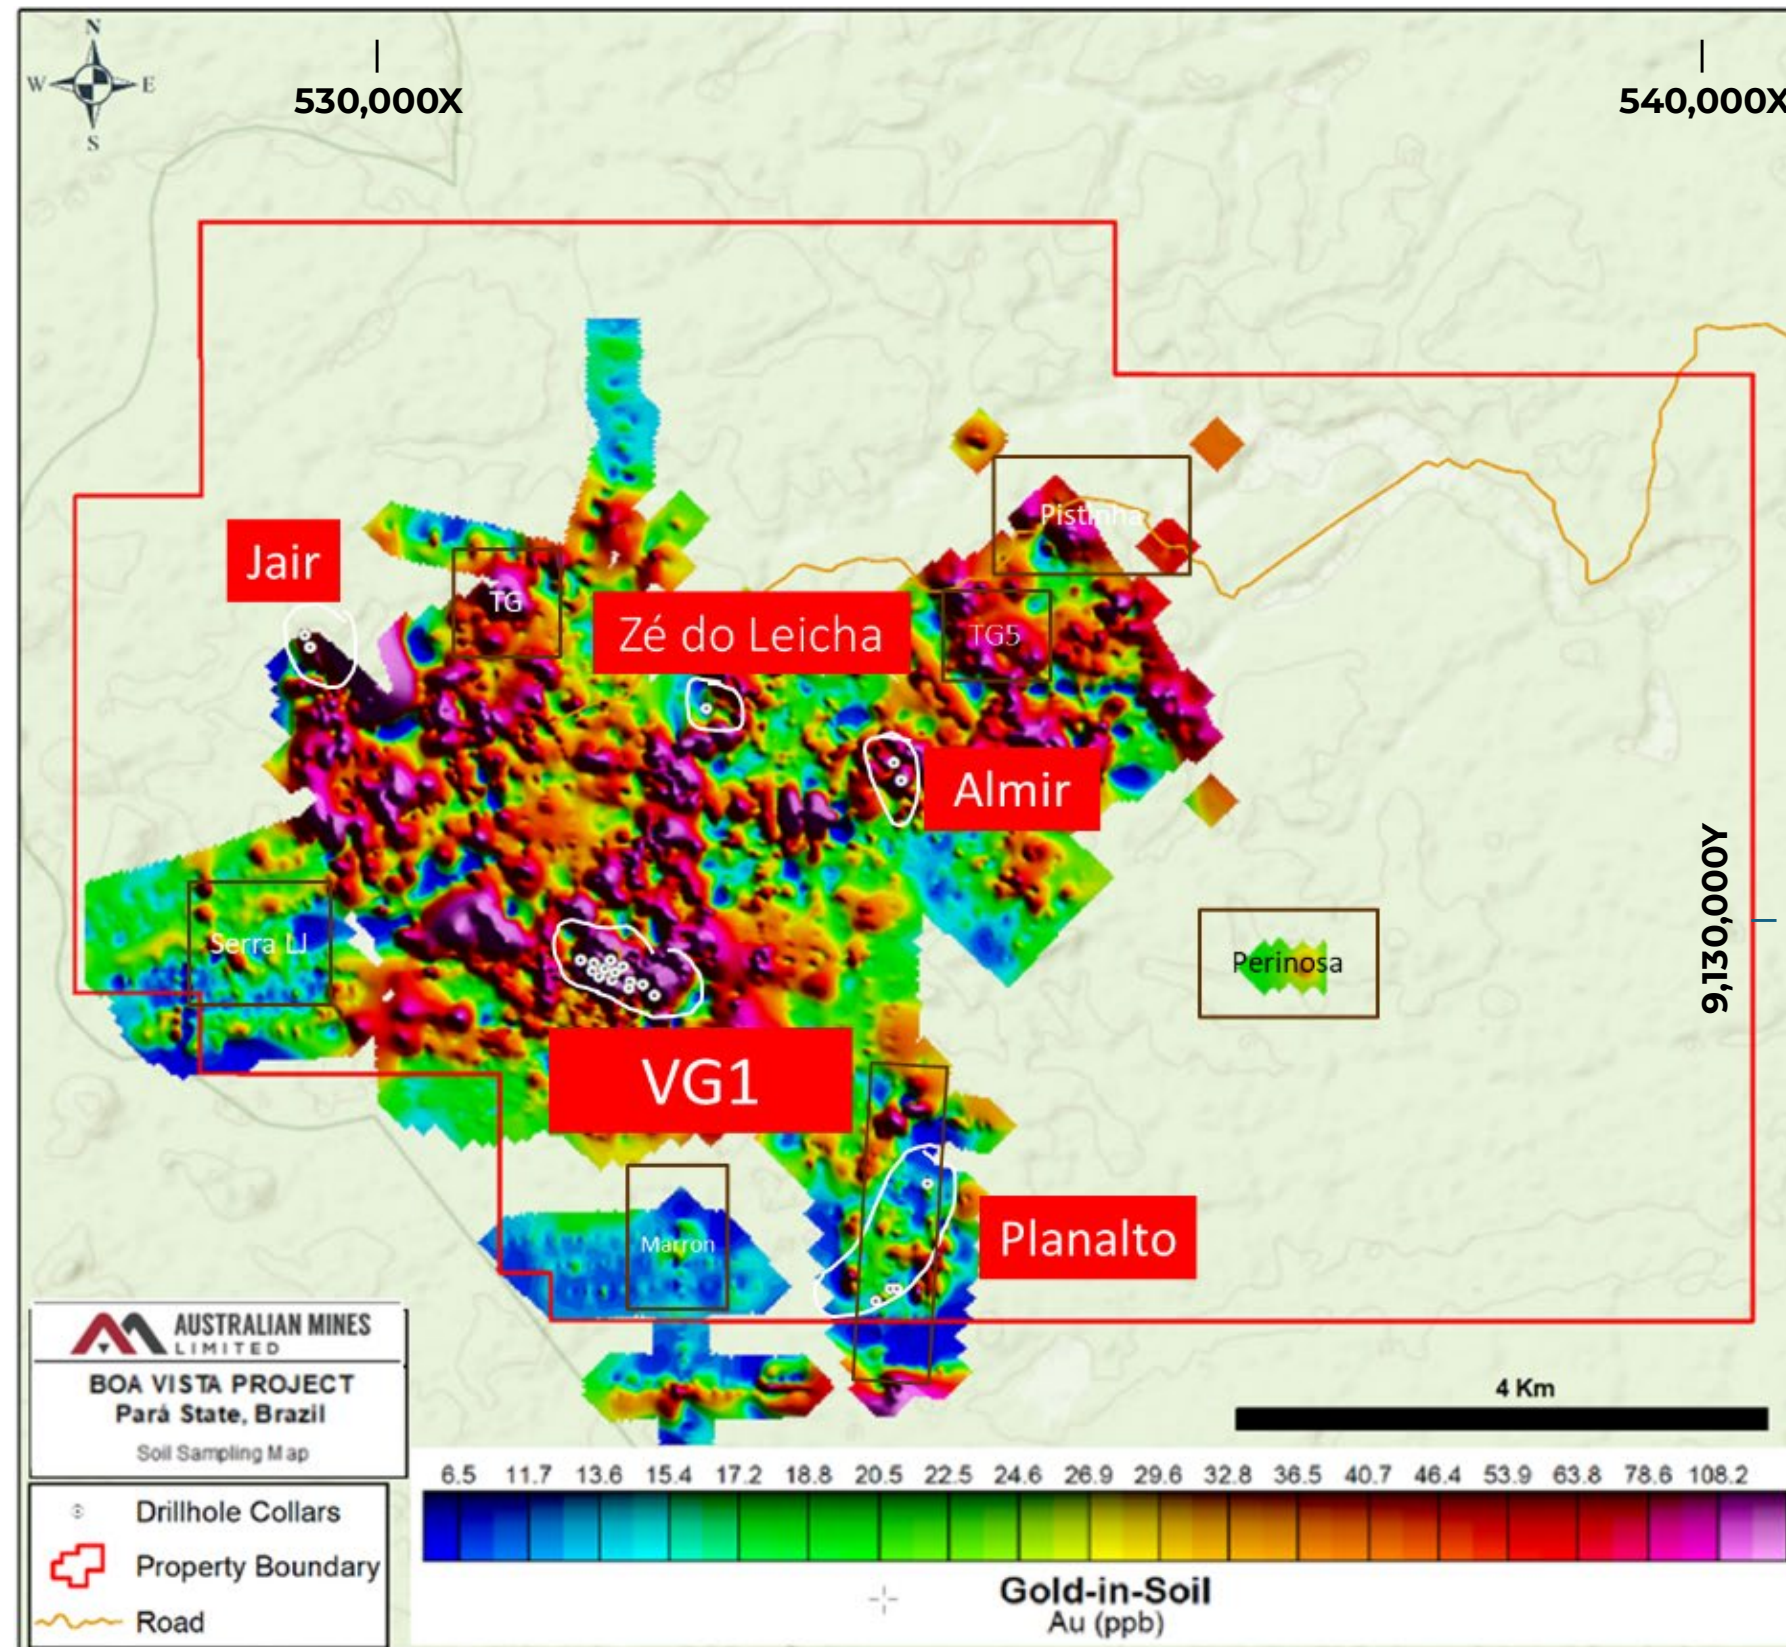 N
W E
S
530,000X
540,000X
Jair
TG
Zé do Leicha
Pistinha
TG5
Almir
Serra LJ
Perinosa
9,130,000Y
VG1
Marron
Planalto
AUSTRALIAN MINES
LIMITED
BOA VISTA PROJECT
Pará State, Brazil
Soil Sampling Map
4 Km
6.5 11.7 13.6 15.4 17.2 18.8 20.5 22.5 24.6 26.9 29.6 32.8 36.5 40.7 46.4 53.9 63.8 78.6 108.2
Drillhole Collars
Property Boundary
Road
Gold-in-Soil
Au (ppb)